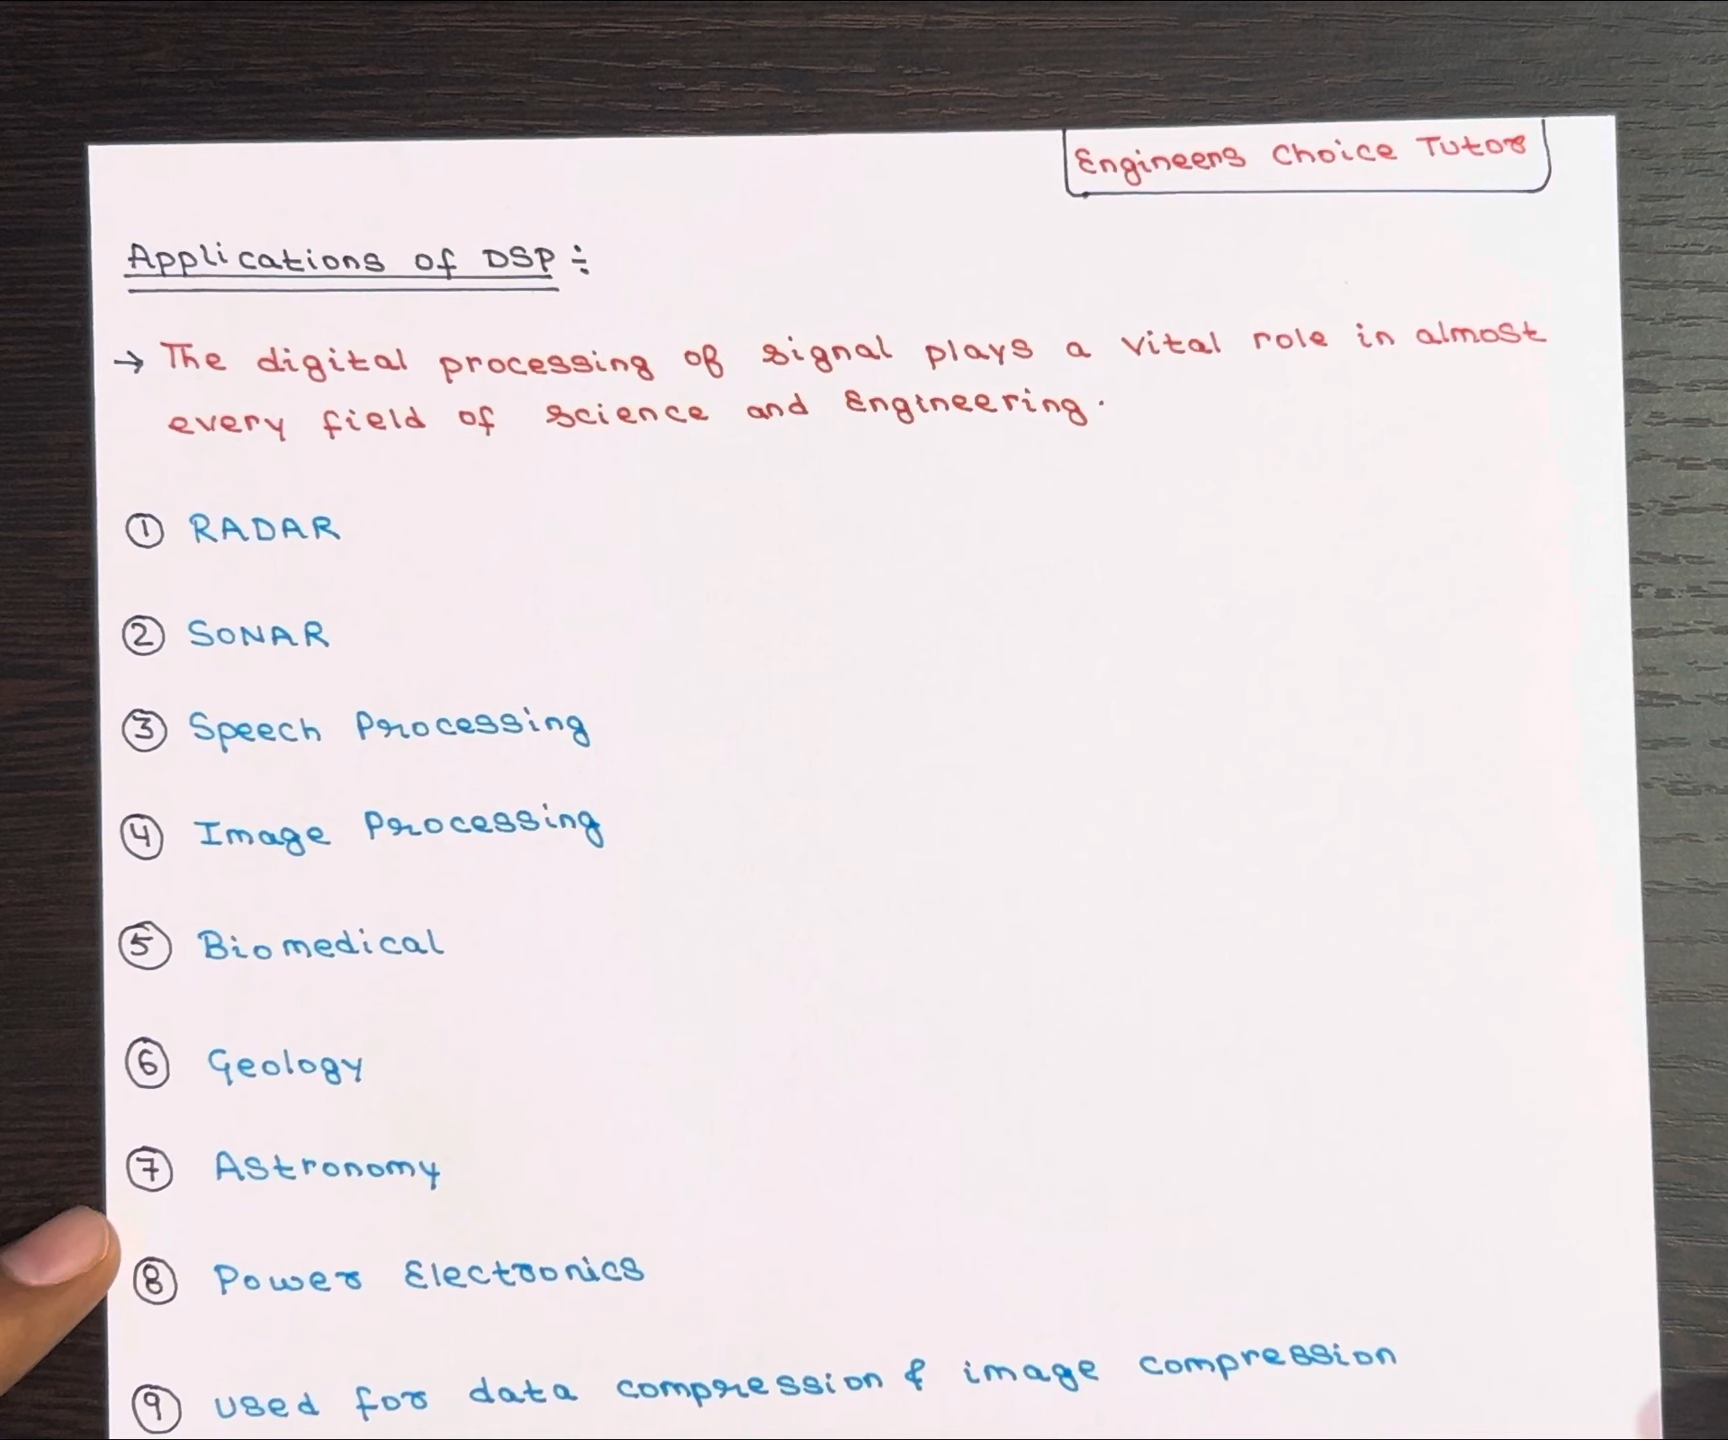 Engineers Choice Tutor
Applications of DSP :
→ The digital processing of signal plays a vital role in almost
every field of science and Engineering.
① RADAR
② SONAR
③ Speech Processing
④ Image Processing
⑤ Biomedical
⑥ Geology
⑦ Astronomy
⑧ Power Electronics
⑨ used for data compression & image compression